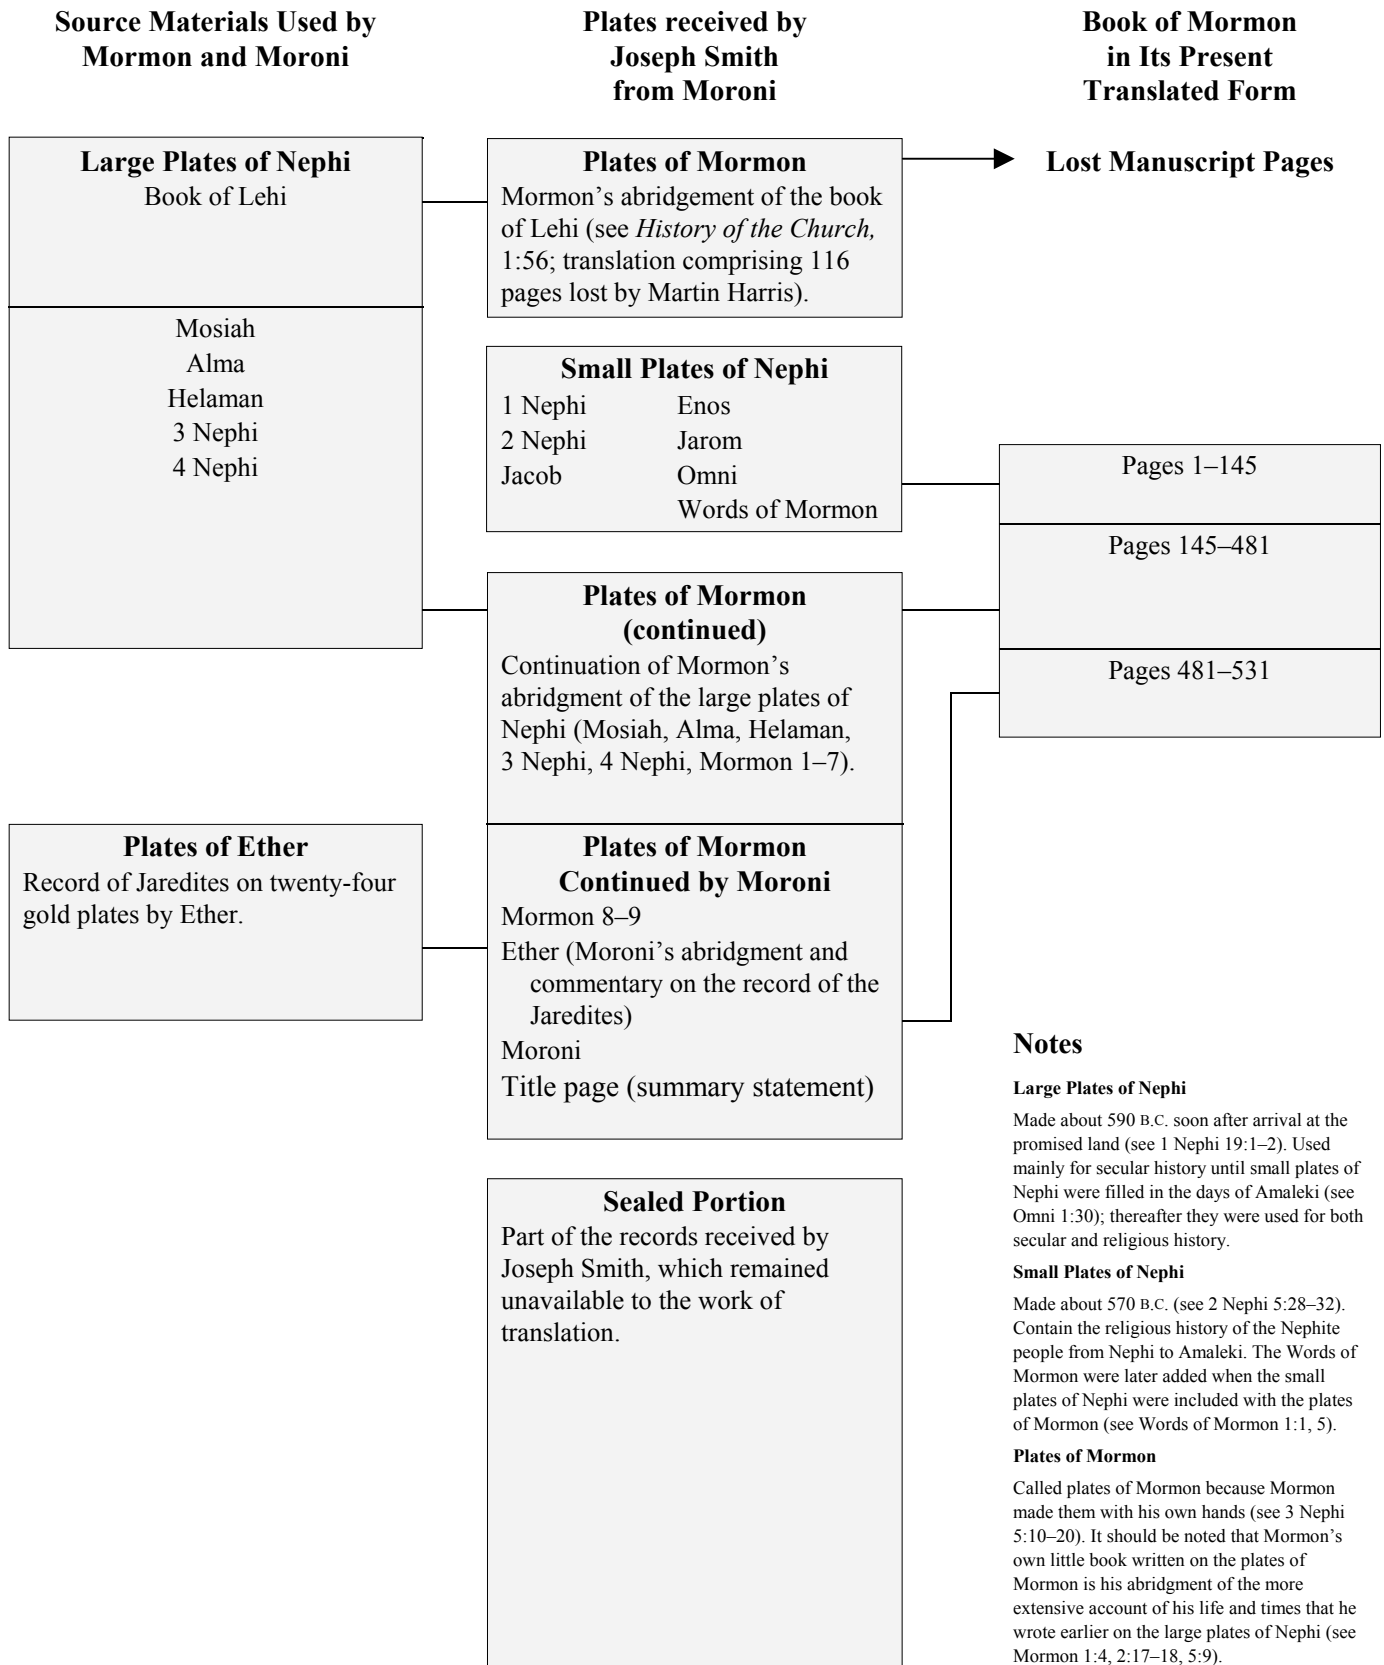 Source Materials Used by
Mormon and Moroni
Plates received by
Joseph Smith
from Moroni
Book of Mormon
in Its Present
Translated Form
Large Plates of Nephi
Book of Lehi
Mosiah
Alma
Helaman
3 Nephi
4 Nephi
Plates of Ether
Record of Jaredites on twenty-four
gold plates by Ether.
Plates of Mormon
Mormon’s abridgement of the book
of Lehi (see History of the Church,
1:56; translation comprising 116
pages lost by Martin Harris).
Small Plates of Nephi
1 Nephi Enos
2 Nephi Jarom
Jacob Omni
Words of Mormon
Plates of Mormon
(continued)
Continuation of Mormon’s
abridgment of the large plates of
Nephi (Mosiah, Alma, Helaman,
3 Nephi, 4 Nephi, Mormon 1–7).
Plates of Mormon
Continued by Moroni
Mormon 8–9
Ether (Moroni’s abridgment and
commentary on the record of the
Jaredites)
Moroni
Title page (summary statement)
Sealed Portion
Part of the records received by
Joseph Smith, which remained
unavailable to the work of
translation.
Lost Manuscript Pages
Pages 1–145
Pages 145–481
Pages 481–531
Notes
Large Plates of Nephi
Made about 590 B.C. soon after arrival at the
promised land (see 1 Nephi 19:1–2). Used
mainly for secular history until small plates of
Nephi were filled in the days of Amaleki (see
Omni 1:30); thereafter they were used for both
secular and religious history.
Small Plates of Nephi
Made about 570 B.C. (see 2 Nephi 5:28–32).
Contain the religious history of the Nephite
people from Nephi to Amaleki. The Words of
Mormon were later added when the small
plates of Nephi were included with the plates
of Mormon (see Words of Mormon 1:1, 5).
Plates of Mormon
Called plates of Mormon because Mormon
made them with his own hands (see 3 Nephi
5:10–20). It should be noted that Mormon’s
own little book written on the plates of
Mormon is his abridgment of the more
extensive account of his life and times that he
wrote earlier on the large plates of Nephi (see
Mormon 1:4, 2:17–18, 5:9).